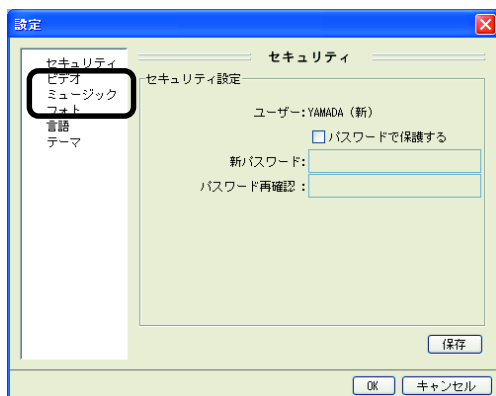 設定
セキュリティ
ビデオ
ミュージック
フォト
言語
テーマ
セキュリティ
セキュリティ設定
ユーザー:YAMADA（新）
パスワードで保護する
新パスワード:
パスワード再確認 :
保存
OK
キャンセル